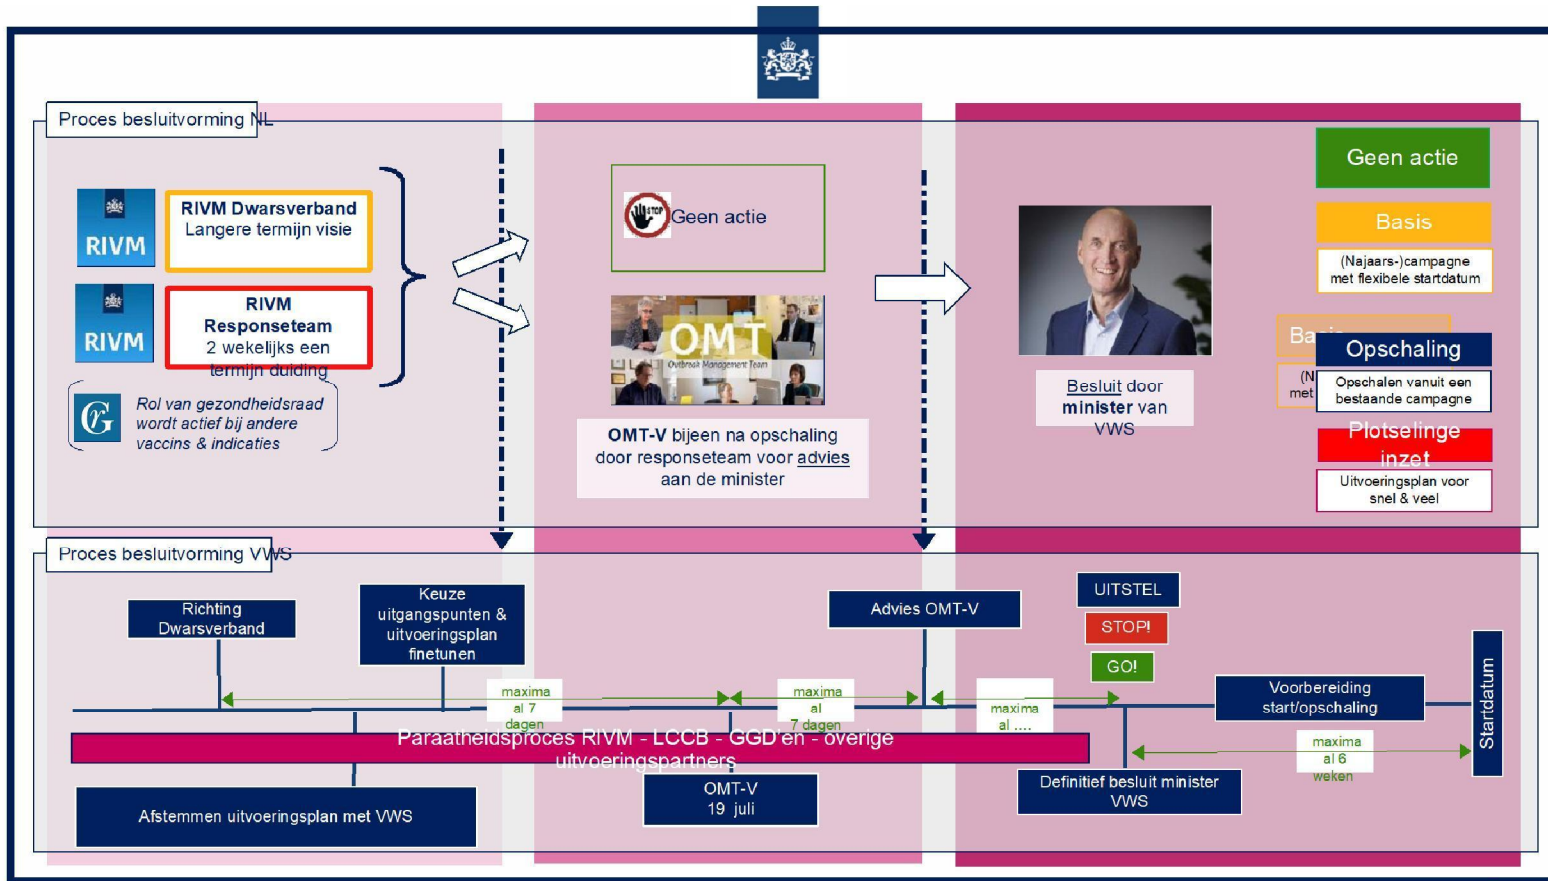 Proces besluitvorming NL
RIVM
RIVM Dwarsverband
Langere termijn visie
RIVM
RIVM
Responseteam
2 wekelijks een
termijn duiding
Gr
Rol van gezondheidsraad
wordt actief bij andere
vaccins & indicaties
STOP
Geen actie
OMT
Outbreak Management Team
OMT-V bijeen na opschaling
door responseteam voor advies
aan de minister
Besluit door
minister van
VWS
Geen actie
Basis
(Najaars-)campagne
met flexibele startdatum
Ba
(N
met
Opschaling
Opschalen vanuit een
bestaande campagne
Plotselinge
inzet
Uitvoeringsplan voor
snel & veel
Proces besluitvorming VWS
Richting
Dwarsverband
Keuze
uitgangspunten &
uitvoeringsplan
finetunen
Advies OMT-V
UITSTEL
STOP!
GO!
maxima
al 7
dagen
maxima
al
7 dagen
maxima
al ....
Voorbereiding
start/opschaling
Startdatum
Paraatheidsproces RIVM - LCCB - GGD'en - overige
uitvoeringspartners
maxima
al 6
weken
Afstemmen uitvoeringsplan met VWS
OMT-V
19 juli
Definitief besluit minister
VWS